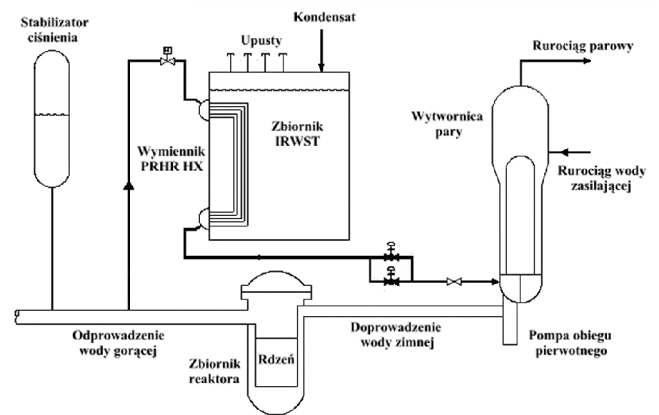 Stabilizator
ciśnienia
Kondensat
Upusty
Rurociąg parowy
Zbiornik
IRWST
Wymiennik
PRHR HX
Wytwornica
pary
Rurociąg wody
zasilającej
Odprowadzenie
wody gorącej
Zbiornik
reaktora
Rdzeń
Doprowadzenie
wody zimnej
Pompa obiegu
pierwotnego